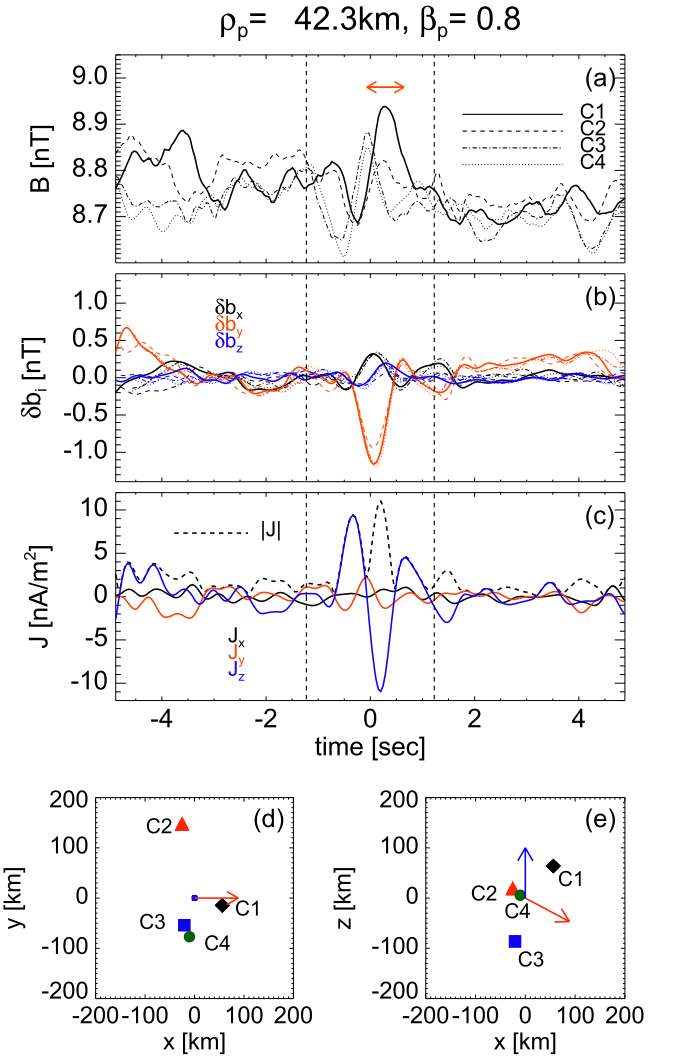 ρp= 42.3km, βp= 0.8
(a)
9.0
8.9
8.8
8.7
B [nT]
C1
C2
C3
C4
(b)
1.0
0.5
0.0
-0.5
-1.0
δbi [nT]
δbx
δby
δbz
(c)
10
5
0
-5
-10
J [nA/m²]
|J|
Jx
Jy
Jz
-4 -2 0 2 4
time [sec]
(d)
200
100
0
-100
-200
y [km]
C2
C1
C3
C4
-200 -100 0 100 200
x [km]
(e)
200
100
0
-100
-200
z [km]
C1
C2
C4
C3
-200 -100 0 100 200
x [km]